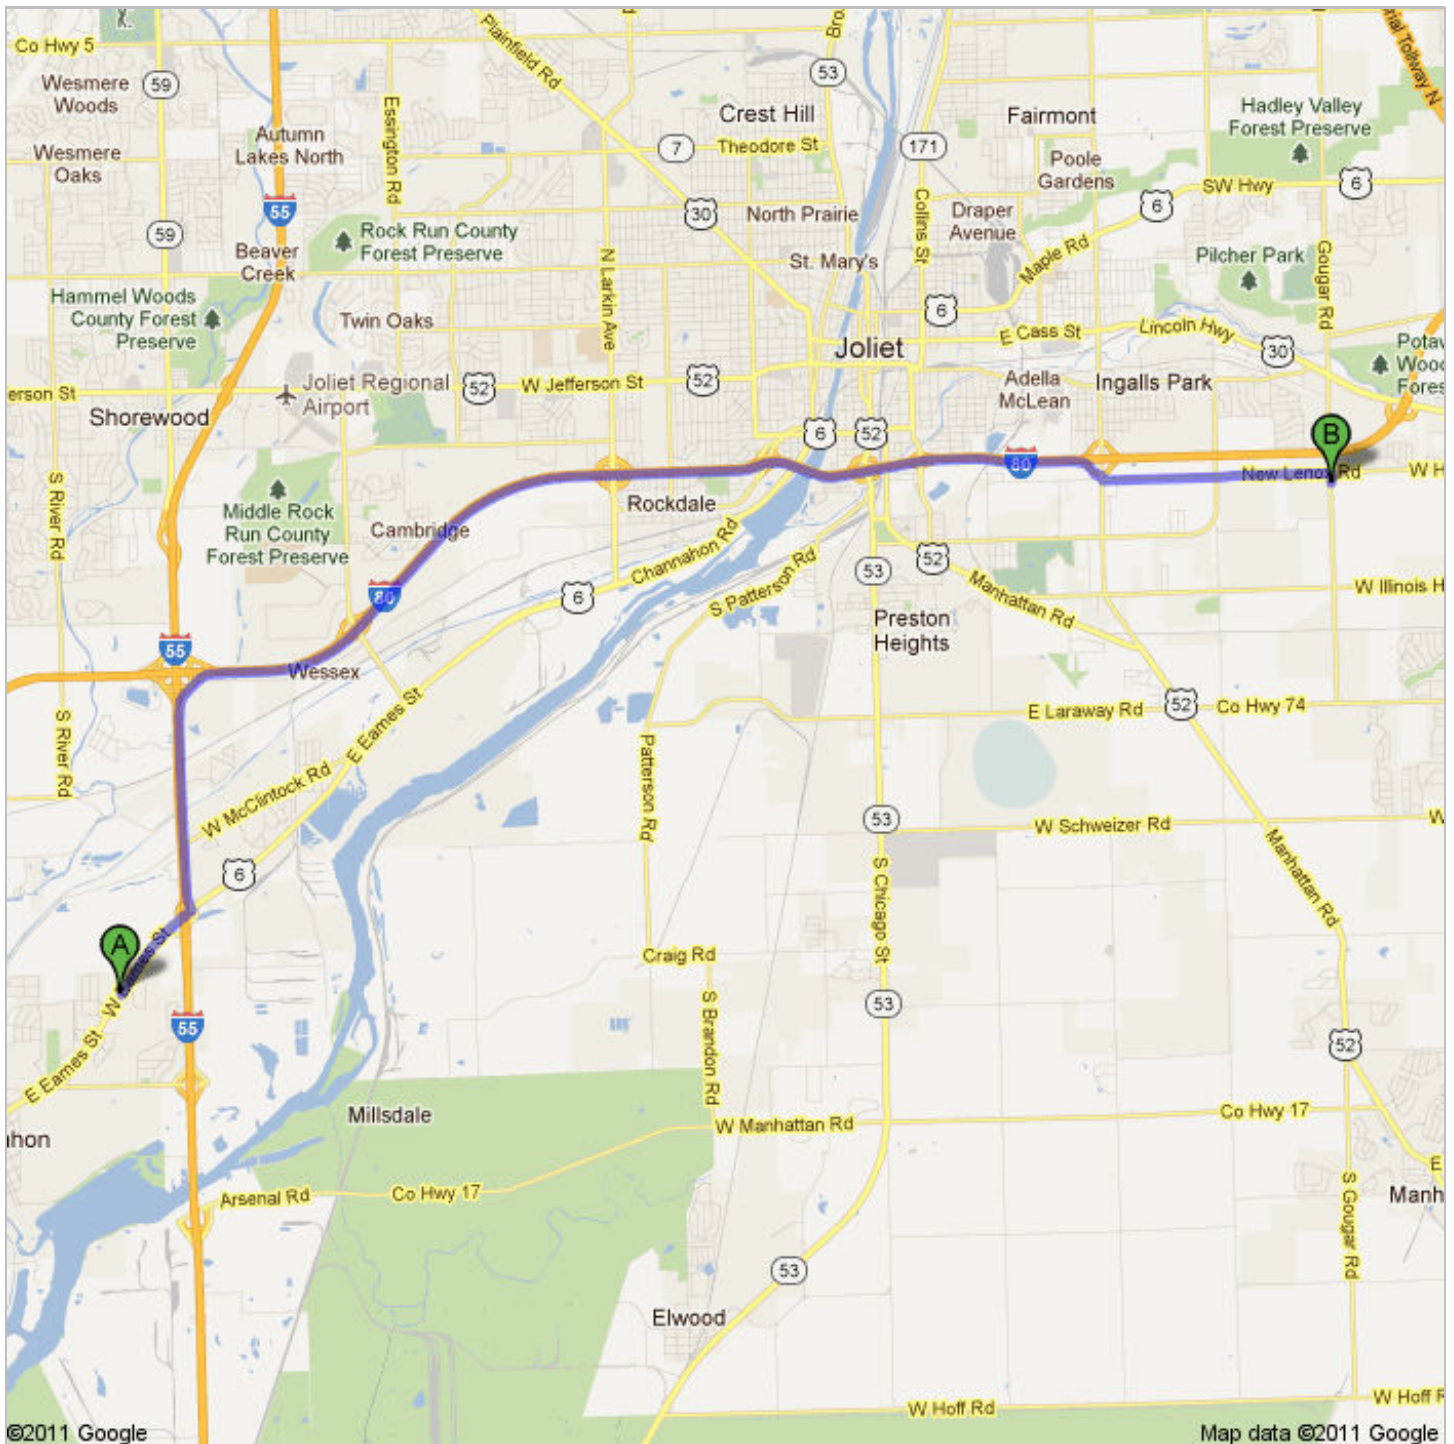 Co Hwy 5
Plainfield Rd
53
Wesmere
Woods
59
Essington Rd
Crest Hill
Fairmont
Hadley Valley
Forest Preserve
Autumn
Lakes North
Wesmere
Oaks
7
Theodore St
171
Poole
Gardens
6
SW Hwy
6
55
30
North Prairie
Collins St
Draper
Avenue
Rock Run County
Forest Preserve
59
Beaver
Creek
N Larkin Ave
St. Mary's
Maple Rd
Pilcher Park
Gougar Rd
Hammel Woods
County Forest
Preserve
Twin Oaks
6
E Cass St
Lincoln Hwy
30
Joliet
Joliet Regional
Airport
52
W Jefferson St
52
Adella
McLean
Ingalls Park
erson St
Shorewood
6
52
B
80
New Lenox Rd
S River Rd
Middle Rock
Run County
Forest Preserve
Cambridge
Rockdale
Channahon Rd
80
6
S Patterson Rd
53
52
Manhattan Rd
W Illinois H
Preston
Heights
55
Wessex
S River Rd
E Eames St
Patterson Rd
E Laraway Rd
52
Co Hwy 74
W McClintock Rd
53
W Schweizer Rd
Manhattan Rd
6
S Chicago St
A
W Eames St
Craig Rd
S Brandon Rd
53
55
52
E Eames St
Millsdale
W Manhattan Rd
Co Hwy 17
Arsenal Rd
Co Hwy 17
S Gougar Rd
53
Elwood
W Hoff Rd
©2011 Google
Map data ©2011 Google